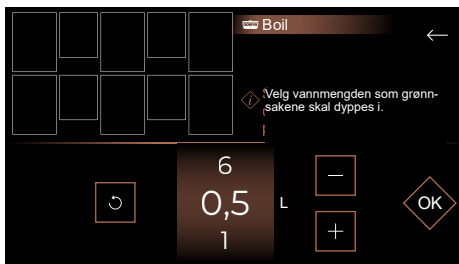 Boil
Velg vannmengden som grønn-
sakene skal dyppes i.
6
0,5 L
1
OK